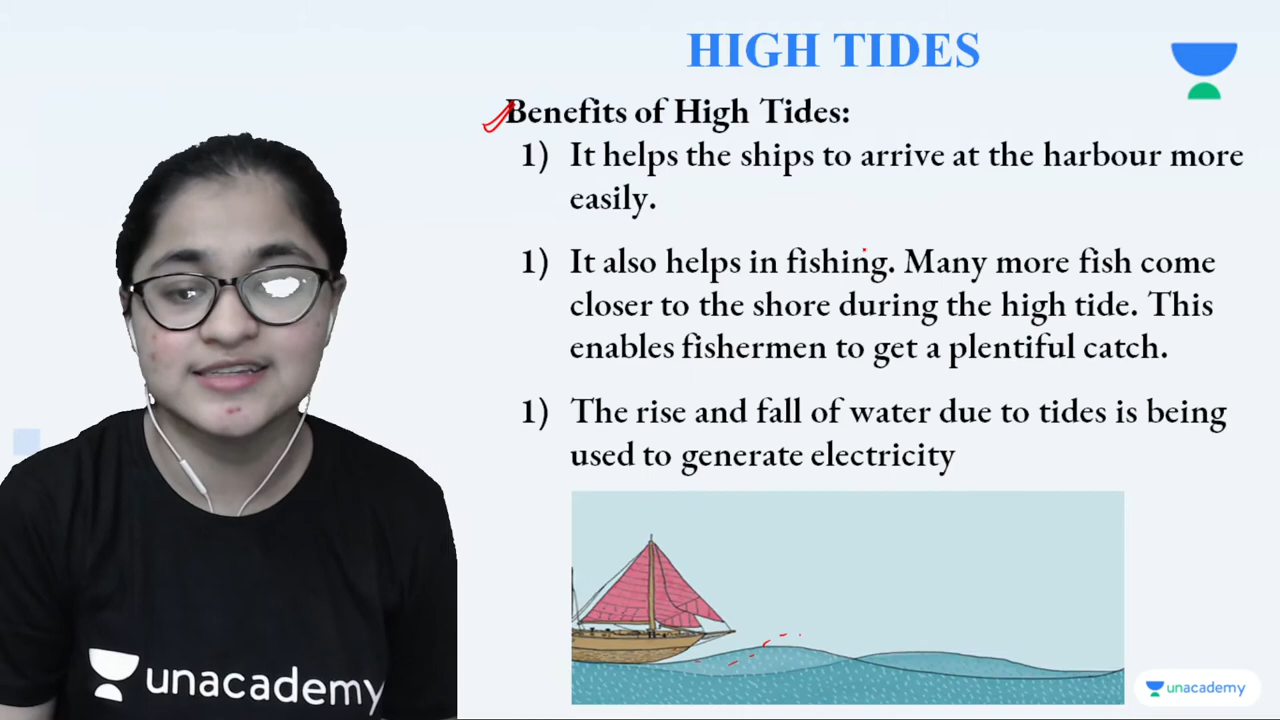 HIGH TIDES
Benefits of High Tides:
1) It helps the ships to arrive at the harbour more
easily.
1) It also helps in fishing. Many more fish come
closer to the shore during the high tide. This
enables fishermen to get a plentiful catch.
1) The rise and fall of water due to tides is being
used to generate electricity
unacademy
unacademy